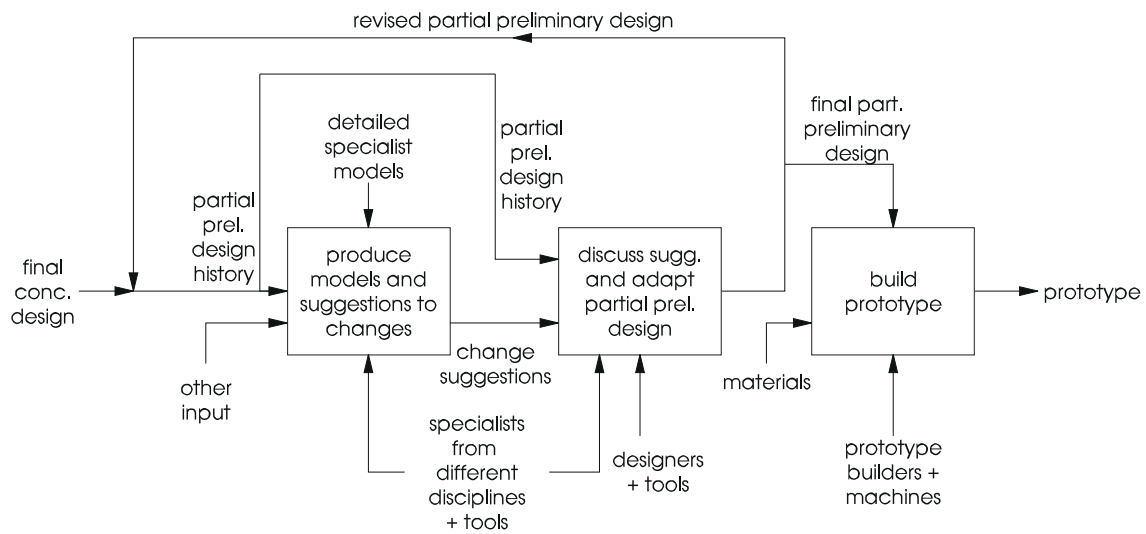 revised partial preliminary design
detailed
specialist
models
partial
prel.
design
history
final part.
preliminary
design
partial
prel.
design
history
final
conc.
design
produce
models and
suggestions to
changes
discuss sugg.
and adapt
partial prel.
design
build
prototype
prototype
other
input
change
suggestions
materials
specialists
from
different
disciplines
+ tools
designers
+ tools
prototype
builders +
machines